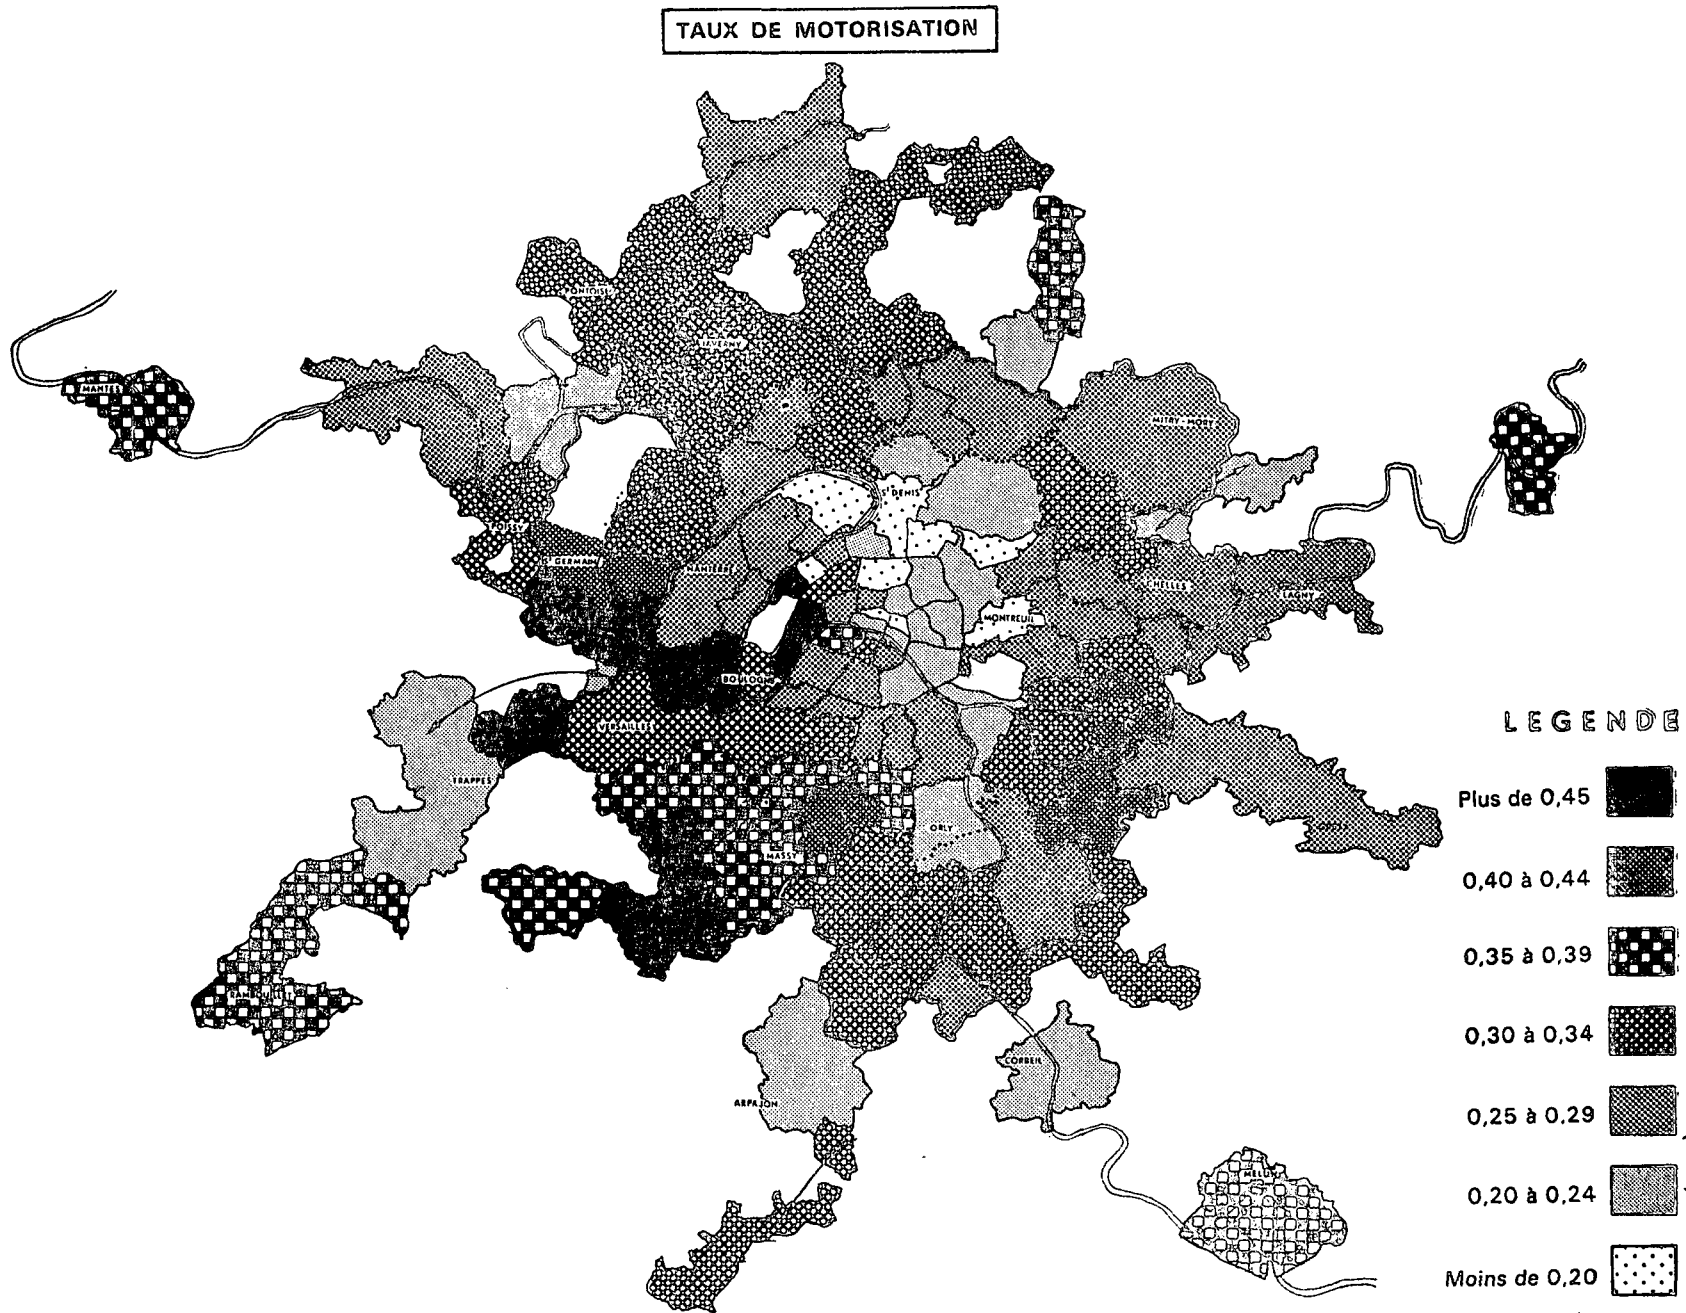 TAUX DE MOTORISATION
PONTOISE
TAVERNY
MANTES
MITRY-MORY
ST DENIS
POISSY
ST GERMAIN
NANTERRE
CHELLES
LAGNY
MONTREUIL
BOULOGNE
VERSAILLES
TRAPPES
ORLY
MASSY
RAMBOUILLET
CORBEIL
ARPAJON
MELUN
LEGENDE
Plus de 0,45
0,40 à 0,44
0,35 à 0,39
0,30 à 0,34
0,25 à 0,29
0,20 à 0,24
Moins de 0,20